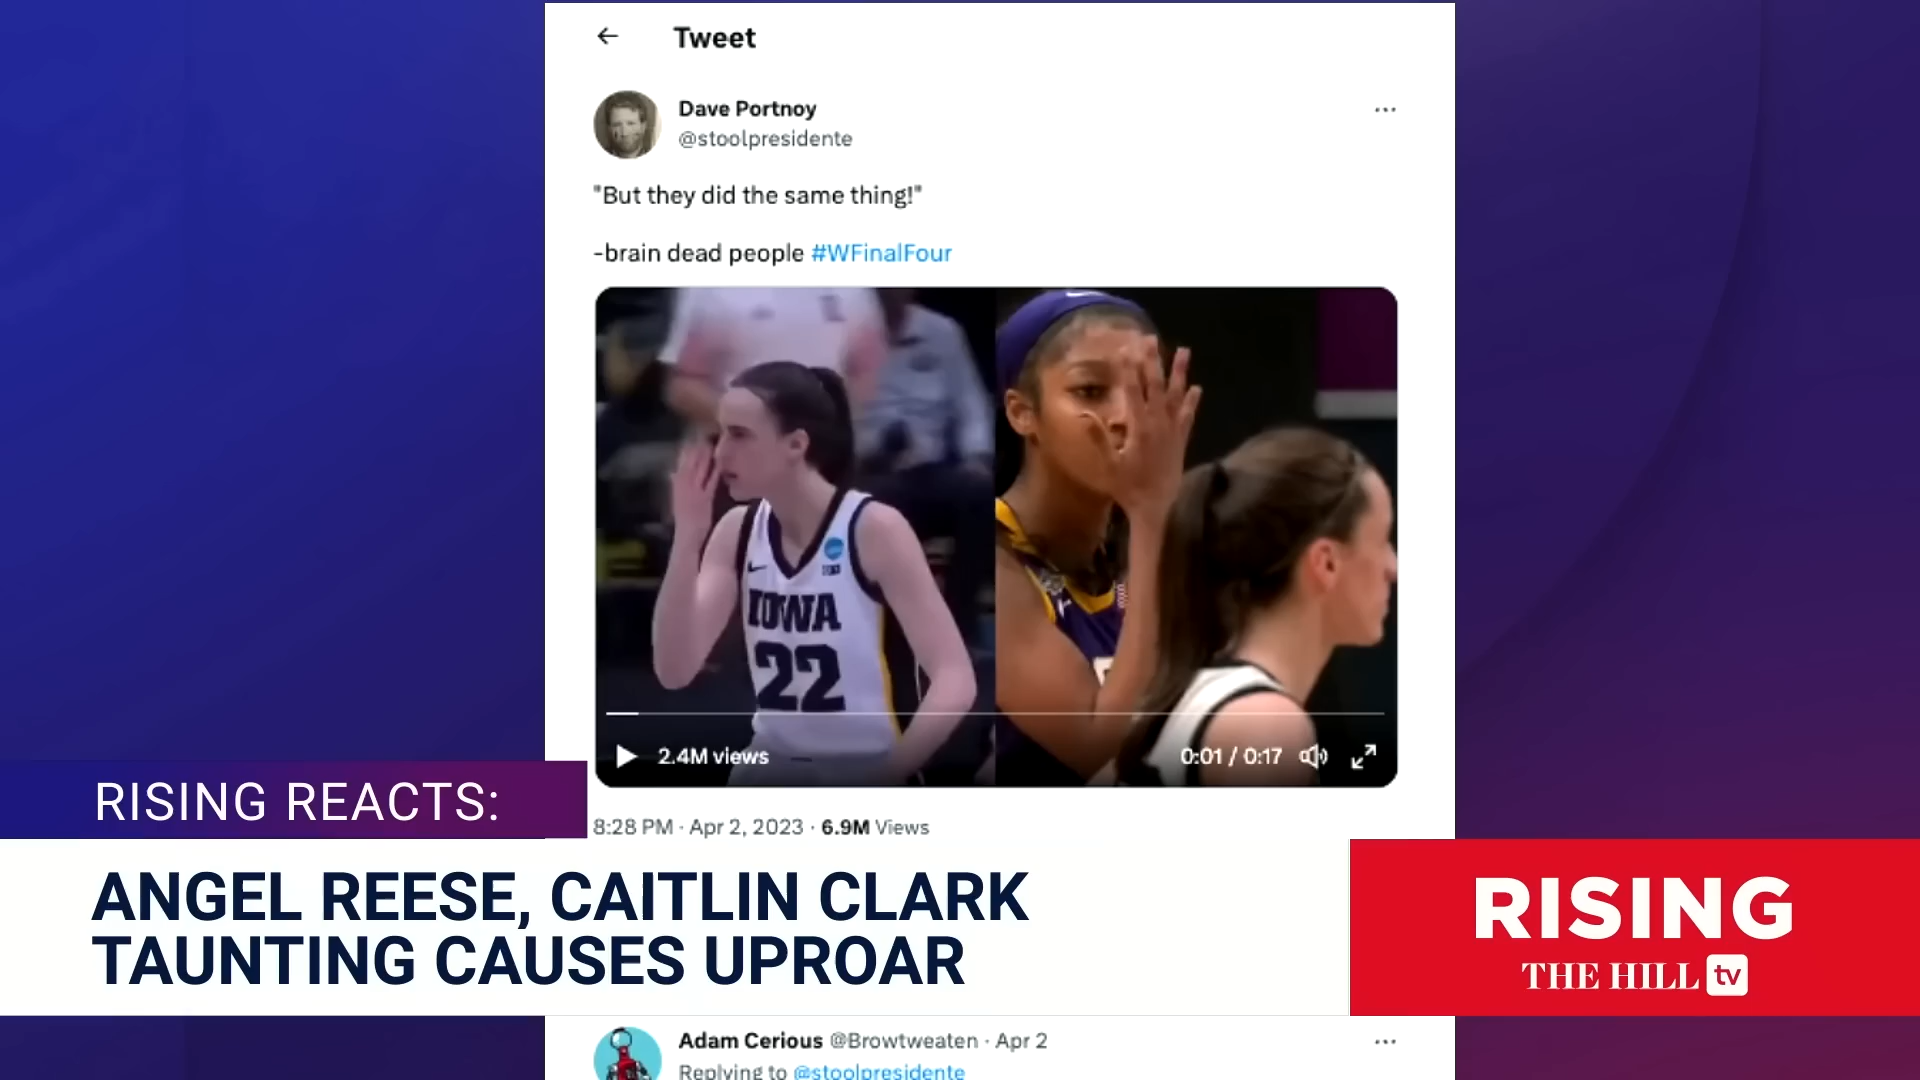 Tweet
Dave Portnoy
@stoolpresidente
"But they did the same thing!"
-brain dead people #WFinalFour
IOWA
22
2.4M views
0:01 / 0:17
8:28 PM · Apr 2, 2023 · 6.9M Views
RISING REACTS:
ANGEL REESE, CAITLIN CLARK
TAUNTING CAUSES UPROAR
RISING
THE HILL tv
Adam Cerious @Browtweaten · Apr 2
Replying to @stoolpresidente